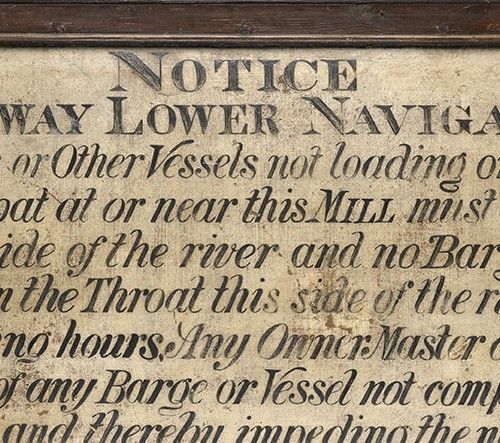 NOTICE
WAY LOWER NAVIGA
or Other Vessels not loading o
oat at or near this MILL must
ide of the river and no Bar
n the Throat this side of the r
ng hours. Any Owner Master
of any Barge or Vessel not comp
and thereby impeding the n